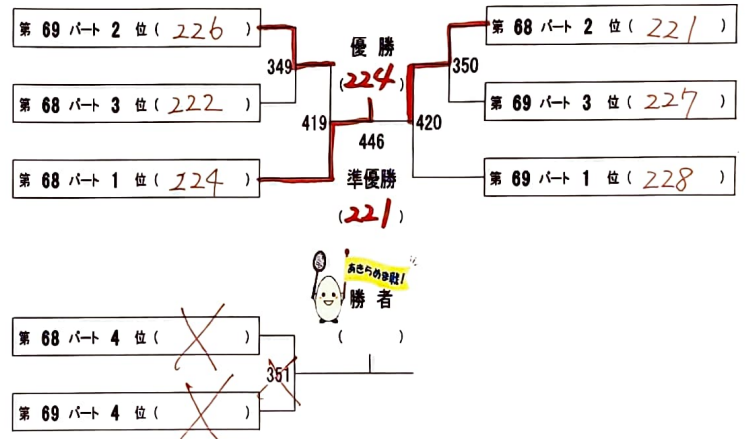 第 69 パート 2 位 ( 226 )
349
第 68 パート 3 位 ( 222 )
419
第 68 パート 1 位 ( 224 )
優 勝
( 224 )
446
準優勝
( 221 )
第 68 パート 2 位 ( 221 )
350
第 69 パート 3 位 ( 227 )
420
第 69 パート 1 位 ( 228 )
あきらめま戦!
勝 者
( )
第 68 パート 4 位 ( )
351
第 69 パート 4 位 ( )